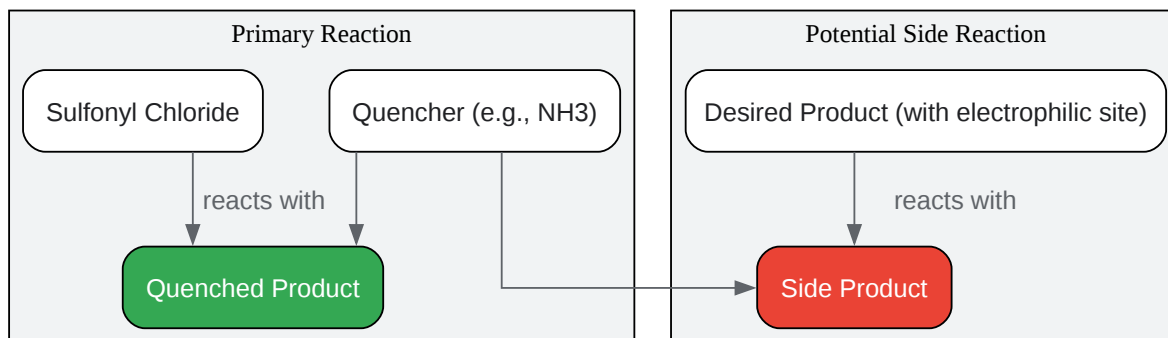 Primary Reaction
Sulfonyl Chloride
Quencher (e.g., NH3)
reacts with
Quenched Product
Potential Side Reaction
Desired Product (with electrophilic site)
reacts with
Side Product